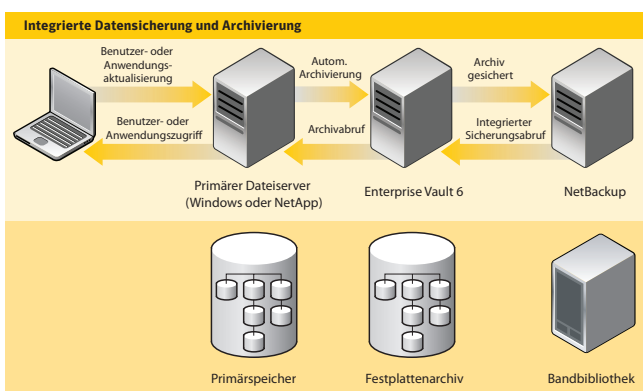 Integrierte Datensicherung und Archivierung
Benutzer- oder
Anwendungs-
aktualisierung
Autom.
Archivierung
Archiv
gesichert
Benutzer- oder
Anwendungzugriff
Archivabruf
Integrierter
Sicherungsabruf
Primärer Dateiserver
(Windows oder NetApp)
Enterprise Vault 6
NetBackup
Primärspeicher
Festplattenarchiv
Bandbibliothek